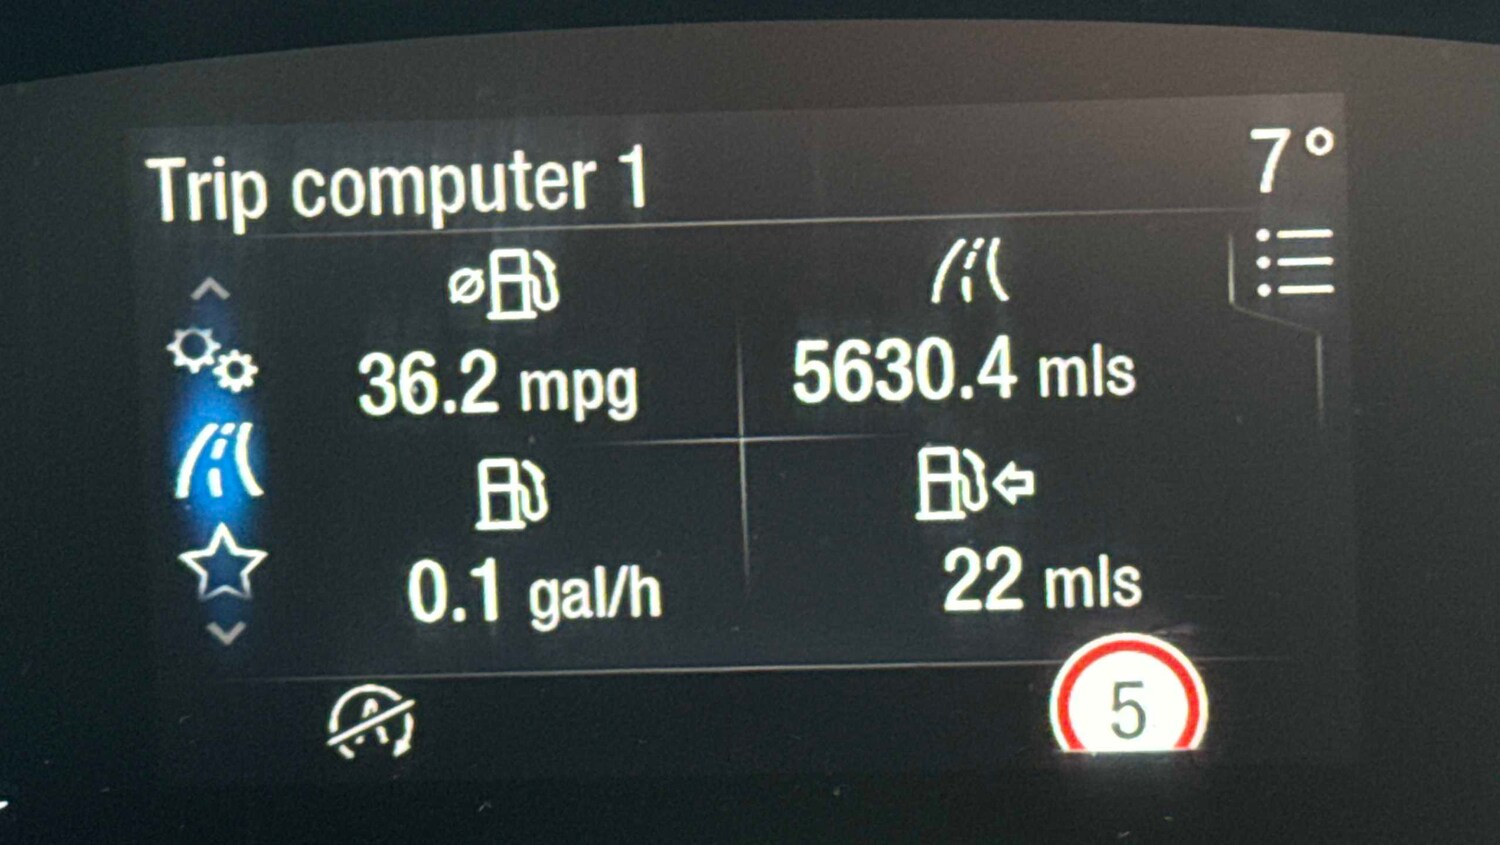 Trip computer 1
7°
36.2 mpg
5630.4 mls
0.1 gal/h
22 mls
A
5